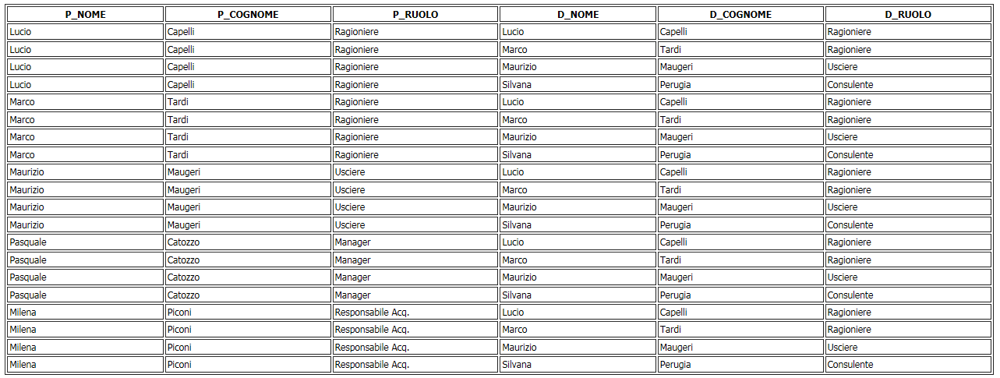 P_NOME P_COGNOME P_RUOLO D_NOME D_COGNOME D_RUOLO
Lucio Capelli Ragioniere Lucio Capelli Ragioniere
Lucio Capelli Ragioniere Marco Tardi Ragioniere
Lucio Capelli Ragioniere Maurizio Maugeri Usciere
Lucio Capelli Ragioniere Silvana Perugia Consulente
Marco Tardi Ragioniere Lucio Capelli Ragioniere
Marco Tardi Ragioniere Marco Tardi Ragioniere
Marco Tardi Ragioniere Maurizio Maugeri Usciere
Marco Tardi Ragioniere Silvana Perugia Consulente
Maurizio Maugeri Usciere Lucio Capelli Ragioniere
Maurizio Maugeri Usciere Marco Tardi Ragioniere
Maurizio Maugeri Usciere Maurizio Maugeri Usciere
Maurizio Maugeri Usciere Silvana Perugia Consulente
Pasquale Catozzo Manager Lucio Capelli Ragioniere
Pasquale Catozzo Manager Marco Tardi Ragioniere
Pasquale Catozzo Manager Maurizio Maugeri Usciere
Pasquale Catozzo Manager Silvana Perugia Consulente
Milena Piconi Responsabile Acq. Lucio Capelli Ragioniere
Milena Piconi Responsabile Acq. Marco Tardi Ragioniere
Milena Piconi Responsabile Acq. Maurizio Maugeri Usciere
Milena Piconi Responsabile Acq. Silvana Perugia Consulente